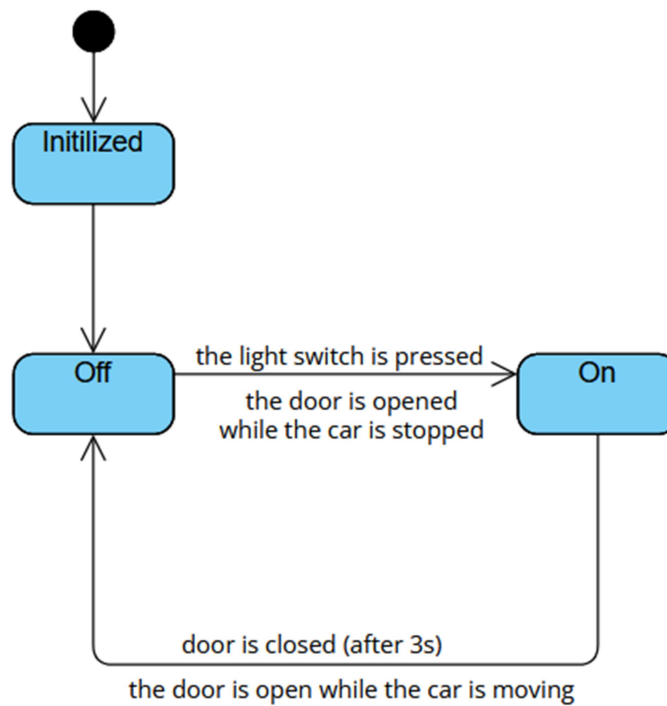 Initilized
Off
the light switch is pressed
the door is opened
while the car is stopped
On
door is closed (after 3s)
the door is open while the car is moving